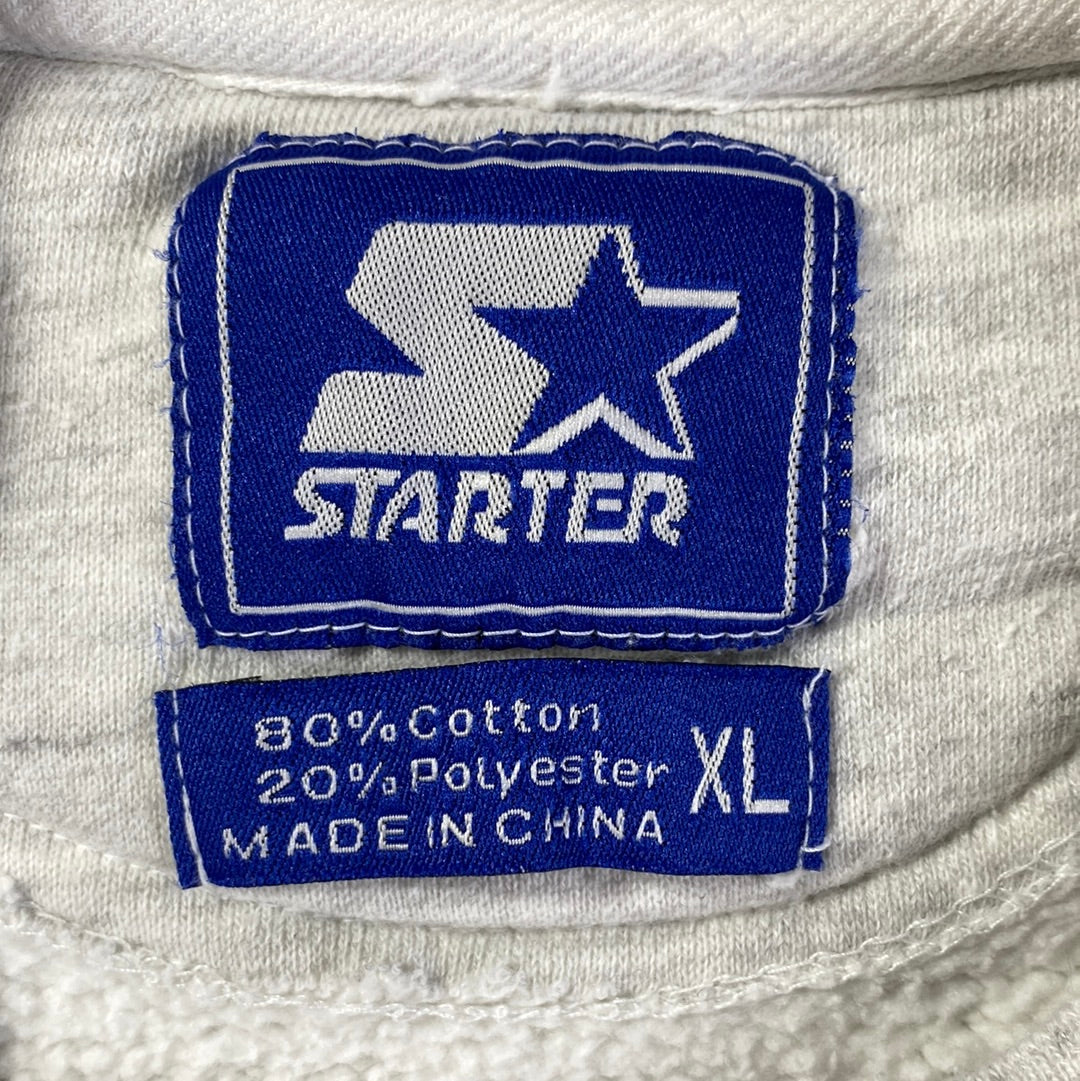 STARTER
80% Cotton
20% Polyester
XL
MADE IN CHINA